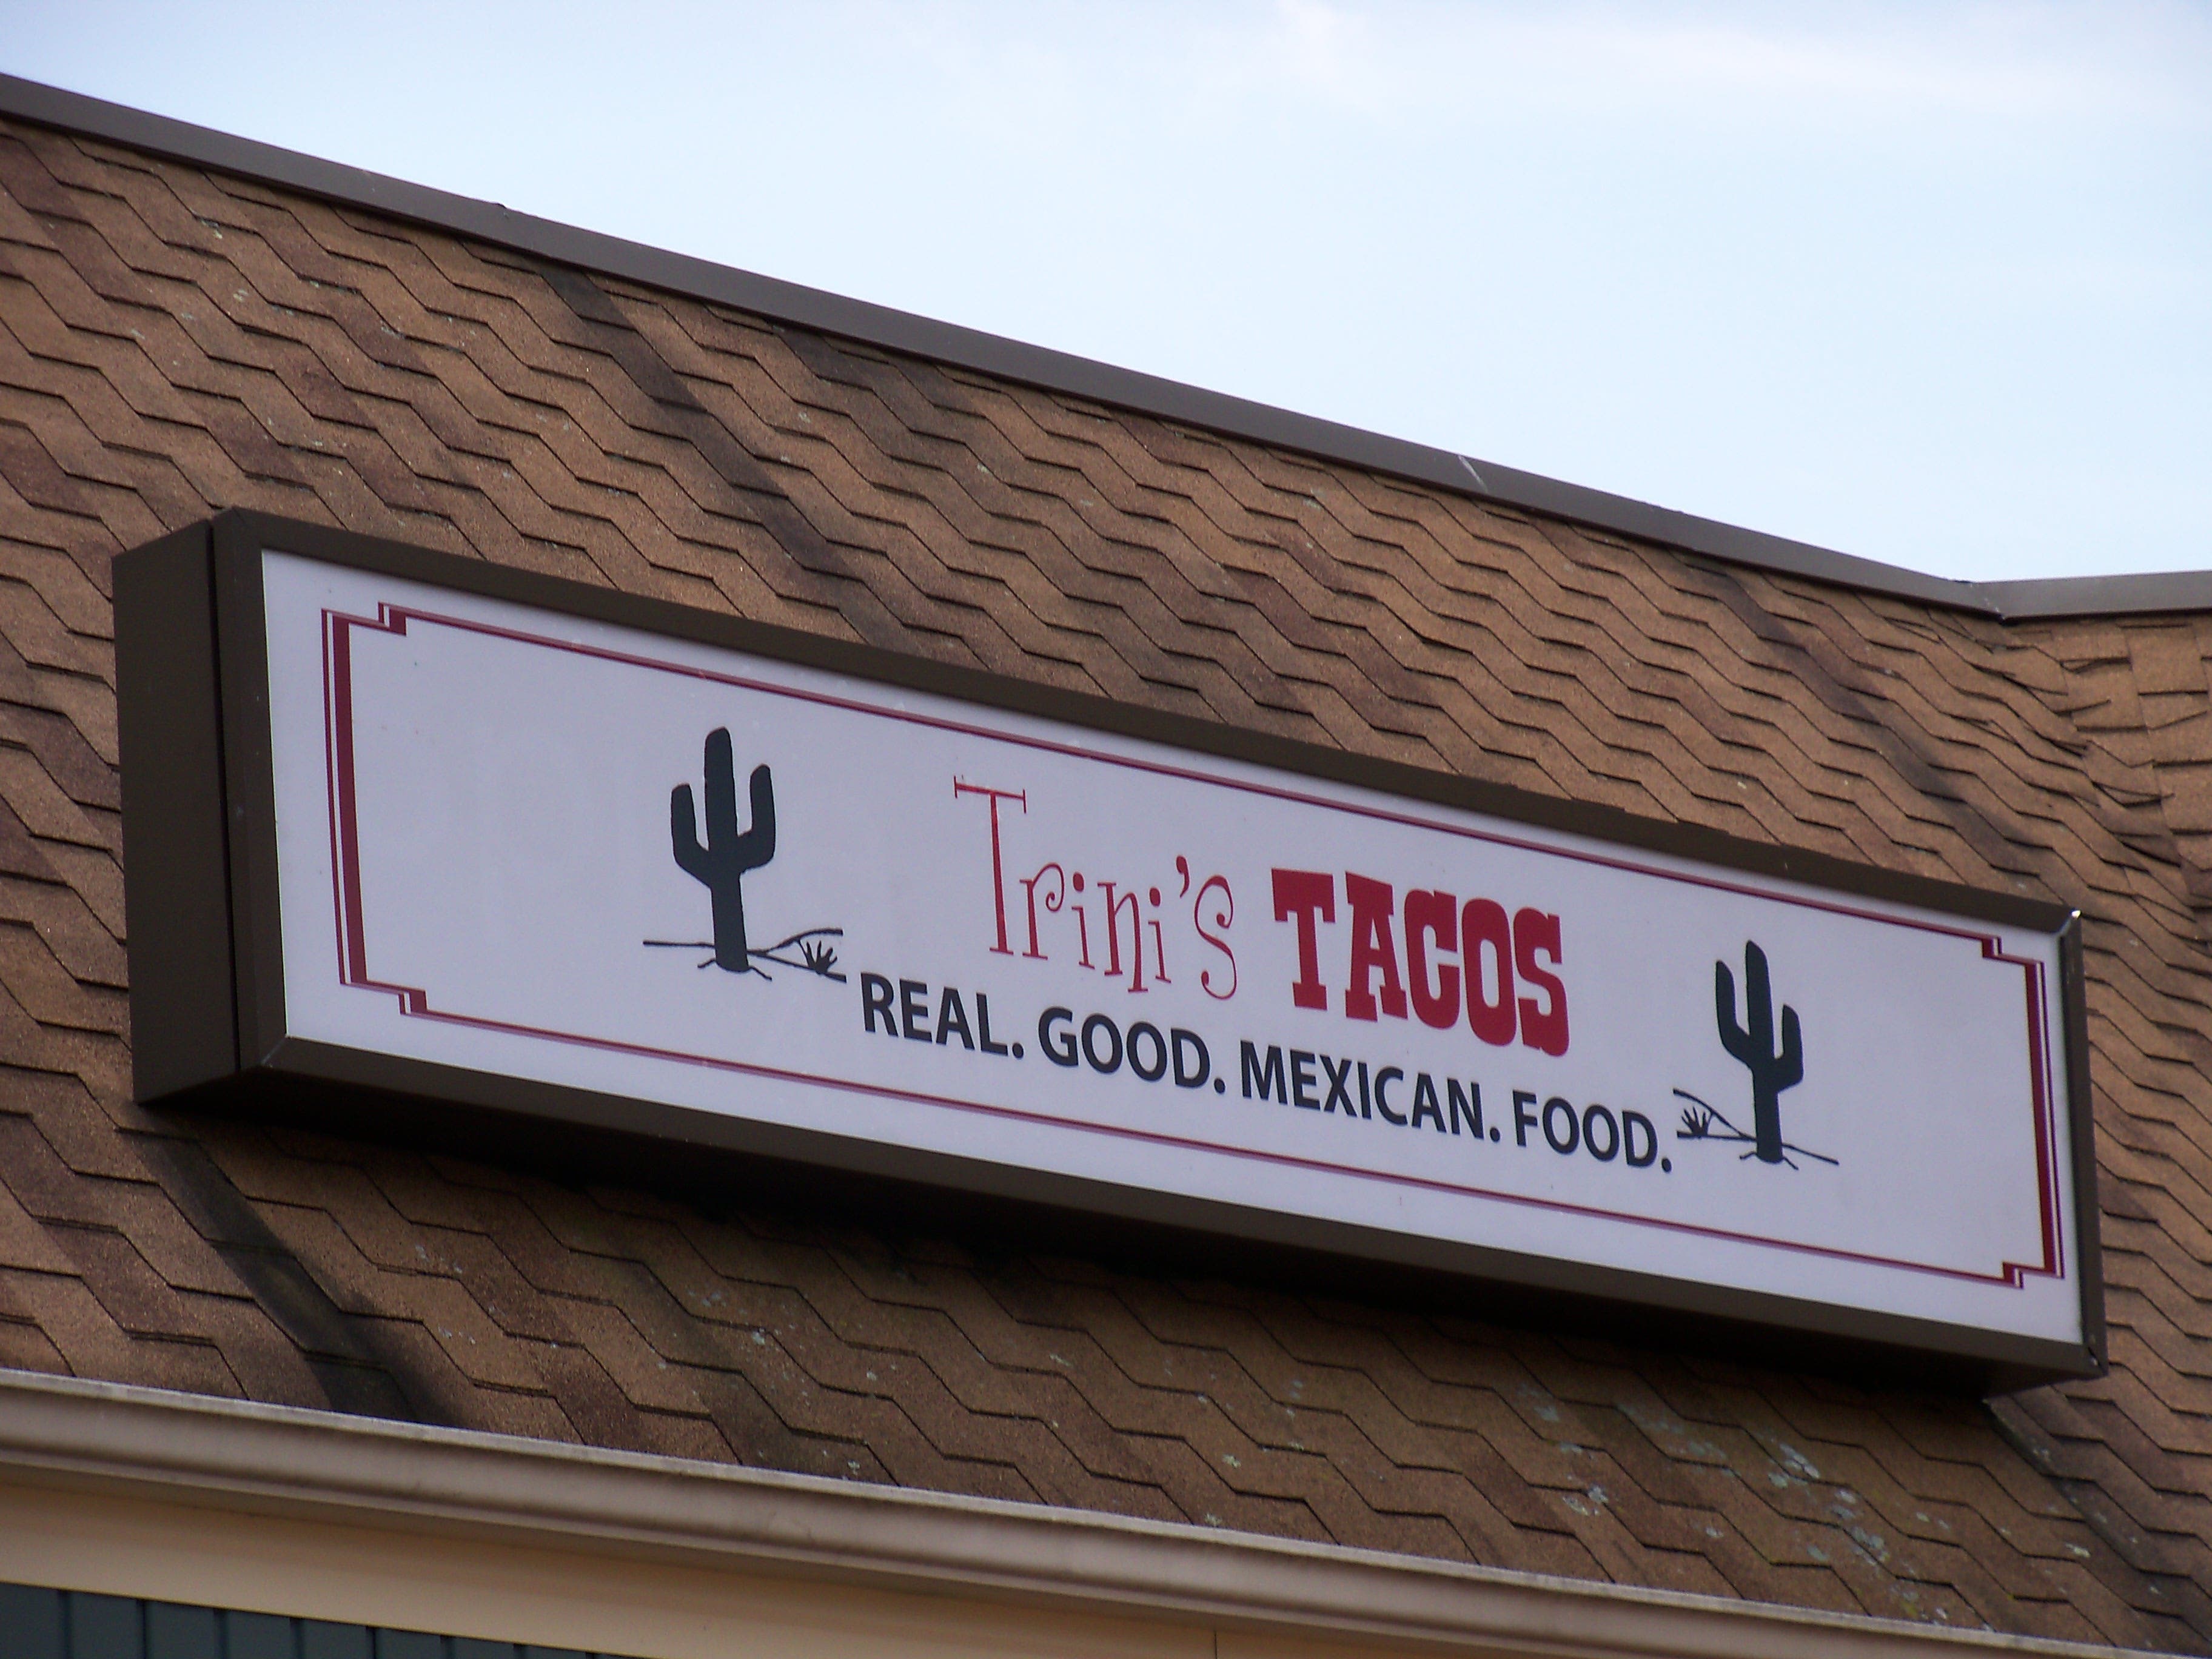 Trini's TACOS
REAL. GOOD. MEXICAN. FOOD.